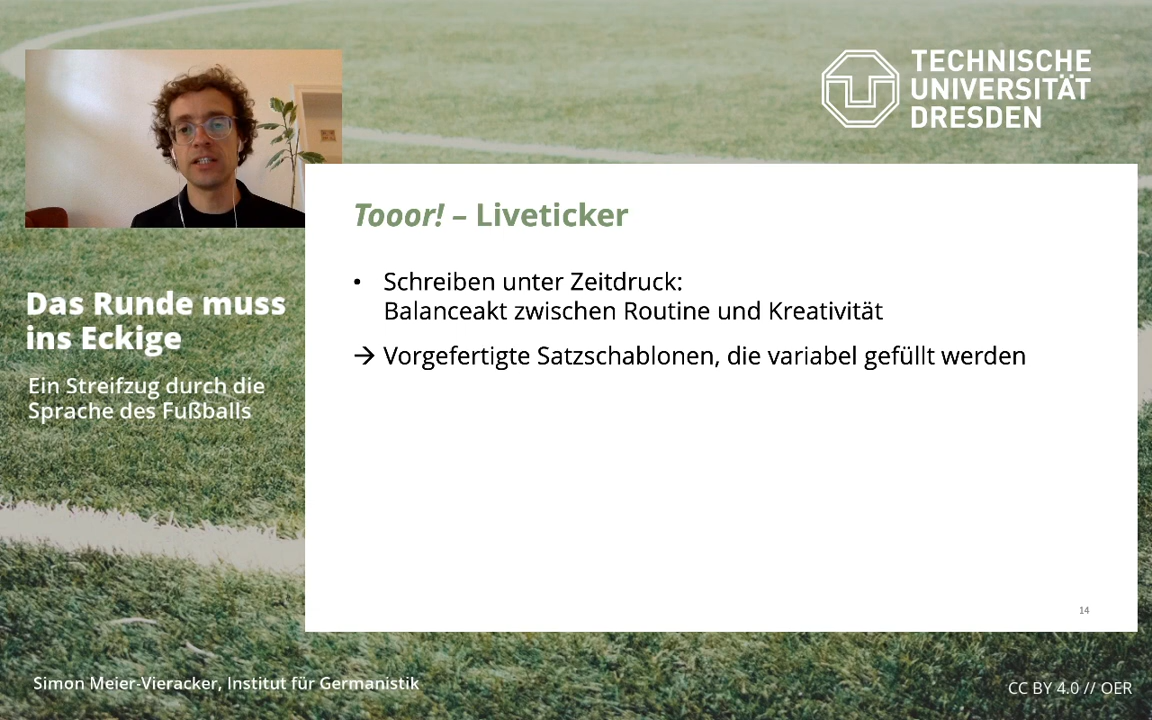 TECHNISCHE
UNIVERSITÄT
DRESDEN
Tooor! – Liveticker
• Schreiben unter Zeitdruck:
Balanceakt zwischen Routine und Kreativität
→ Vorgefertigte Satzschablonen, die variabel gefüllt werden
14
Das Runde muss
ins Eckige
Ein Streifzug durch die
Sprache des Fußballs
Simon Meier-Vieracker, Institut für Germanistik
CC BY 4.0 // OER